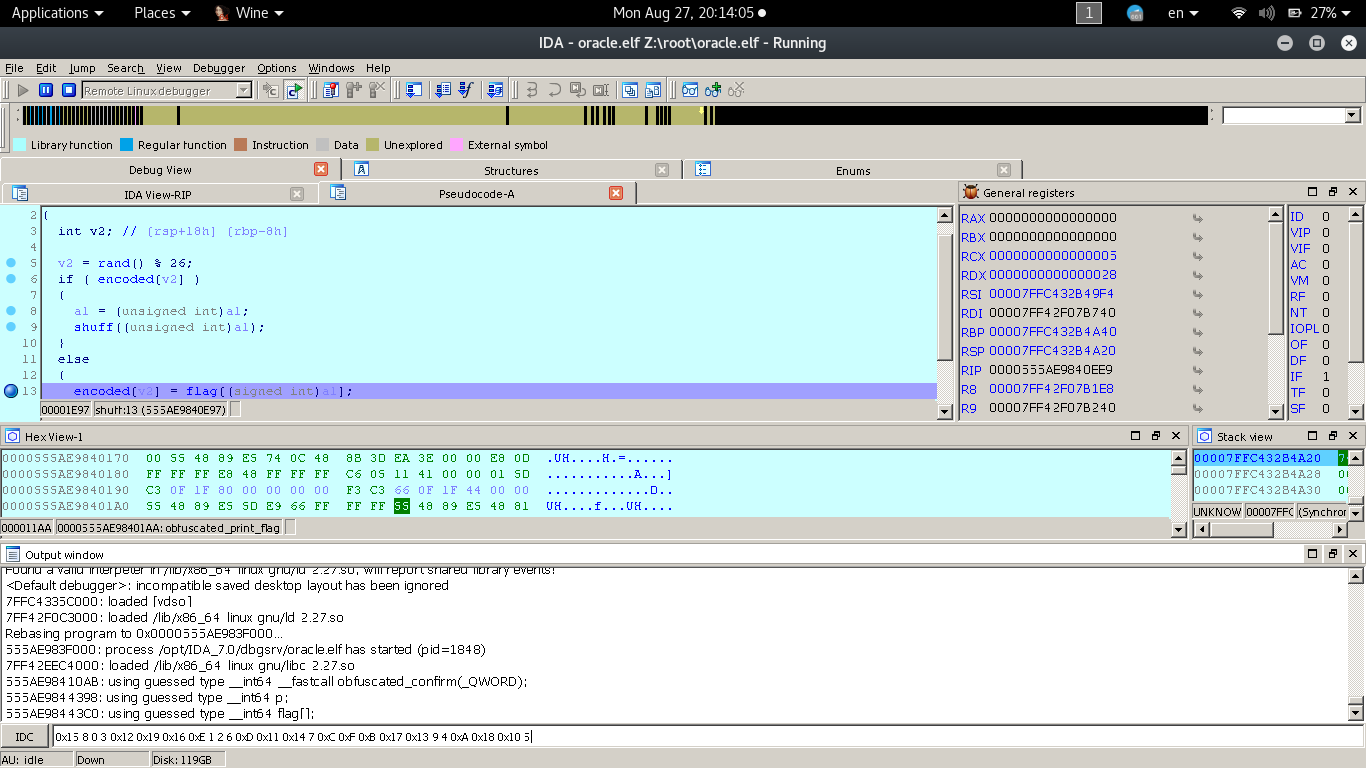 Applications Places Wine Mon Aug 27, 20:14:05 1 en 27%
IDA - oracle.elf Z:\root\oracle.elf - Running
File Edit Jump Search View Debugger Options Windows Help
Remote Linux debugger
Library function Regular function Instruction Data Unexplored External symbol
Debug View Structures Enums
IDA View-RIP Pseudocode-A
2 {
3 int v2; // [rsp+18h] [rbp-8h]
4
5 v2 = rand() % 26;
6 if ( encoded[v2] )
7 {
8 a1 = (unsigned int)a1;
9 shuff((unsigned int)a1);
10 }
11 else
12 {
13 encoded[v2] = flag[(signed int)a1];
00001E97 shuff:13 (555AE9840E97)
General registers
RAX 0000000000000000
RBX 0000000000000000
RCX 0000000000000005
RDX 0000000000000028
RSI 00007FFC432B49F4
RDI 00007FF42F07B740
RBP 00007FFC432B4A40
RSP 00007FFC432B4A20
RIP 0000555AE9840EE9
R8 00007FF42F07B1E8
R9 00007FF42F07B240
ID 0
VIP 0
VIF 0
AC 0
VM 0
RF 0
NT 0
IOPL 0
OF 0
DF 0
IF 1
TF 0
SF 0
Hex View-1
0000555AE9840170 00 55 48 89 E5 74 0C 48 8B 3D EA 3E 00 00 E8 0D .UH....H.=......
0000555AE9840180 FF FF FF E8 48 FF FF FF C6 05 11 41 00 00 01 5D ...........A...]
0000555AE9840190 C3 0F 1F 80 00 00 00 00 F3 C3 66 0F 1F 44 00 00 .............D..
0000555AE98401A0 55 48 89 E5 5D E9 66 FF FF FF 55 48 89 E5 48 81 UH....f...UH....
000011AA 0000555AE98401AA: obfuscated_print_flag
Stack view
00007FFC432B4A20
00007FFC432B4A28
00007FFC432B4A30
UNKNOW 00007FFC (Synchror
Output window
Found a valid interpeter in /lib/x86_64 linux gnu/ld 2.27.so, will report shared library events!
<Default debugger>: incompatible saved desktop layout has been ignored
7FFC4335C000: loaded [vdso]
7FF42F0C3000: loaded /lib/x86_64 linux gnu/ld 2.27.so
Rebasing program to 0x0000555AE983F000...
555AE983F000: process /opt/IDA_7.0/dbgsrv/oracle.elf has started (pid=1848)
7FF42EEC4000: loaded /lib/x86_64 linux gnu/libc 2.27.so
555AE98410AB: using guessed type __int64 __fastcall obfuscated_confirm(_QWORD);
555AE9844398: using guessed type __int64 p;
555AE98443C0: using guessed type __int64 flag[];
IDC 0x15 8 0 3 0x12 0x19 0x16 0xE 1 2 6 0xD 0x11 0x14 7 0xC 0xF 0xB 0x17 0x13 9 4 0xA 0x18 0x10 5
AU: idle Down Disk: 119GB